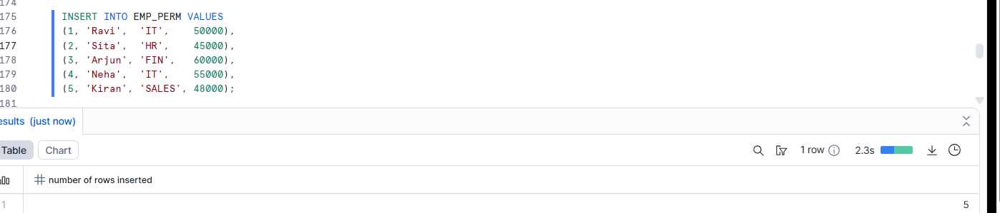 174
175 INSERT INTO EMP_PERM VALUES
176 (1, 'Ravi',  'IT',    50000),
177 (2, 'Sita',  'HR',    45000),
178 (3, 'Arjun', 'FIN',   60000),
179 (4, 'Neha',  'IT',    55000),
180 (5, 'Kiran', 'SALES', 48000);
181
esults (just now)
Table Chart 1 row 2.3s
number of rows inserted
1 5